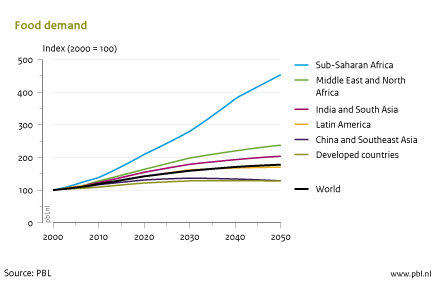 Food demand
Index (2000 = 100)
500
400
300
200
100
0
2000 2010 2020 2030 2040 2050
pbl.nl
Sub-Saharan Africa
Middle East and North
Africa
India and South Asia
Latin America
China and Southeast Asia
Developed countries
World
Source: PBL
www.pbl.nl